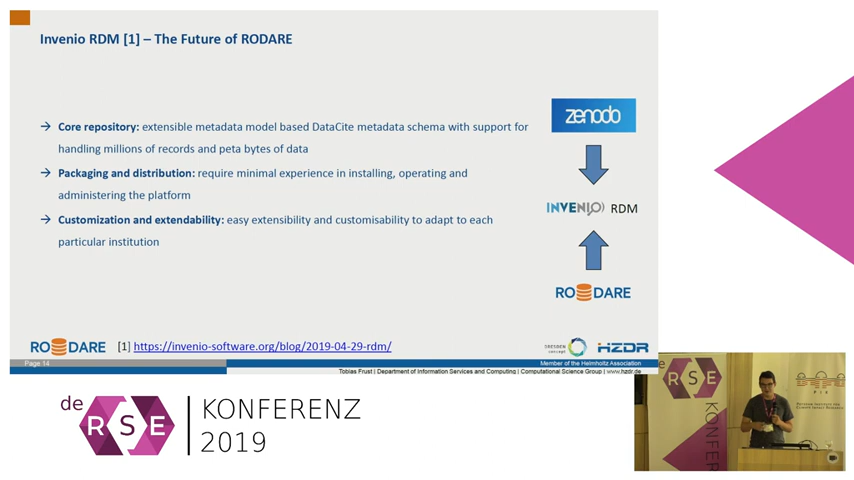 Invenio RDM [1] – The Future of RODARE
→ Core repository: extensible metadata model based DataCite metadata schema with support for
handling millions of records and peta bytes of data
→ Packaging and distribution: require minimal experience in installing, operating and
administering the platform
→ Customization and extendability: easy extensibility and customisability to adapt to each
particular institution
zenodo
INVENIO RDM
RODARE
RODARE [1] https://invenio-software.org/blog/2019-04-29-rdm/
DRESDEN
concept
HZDR
Page 14
Member of the Helmholtz Association
Tobias Frust | Department of Information Services and Computing | Computational Science Group | www.hzdr.de
de RSE KONFERENZ
2019
e RSE
KONFER
PIK